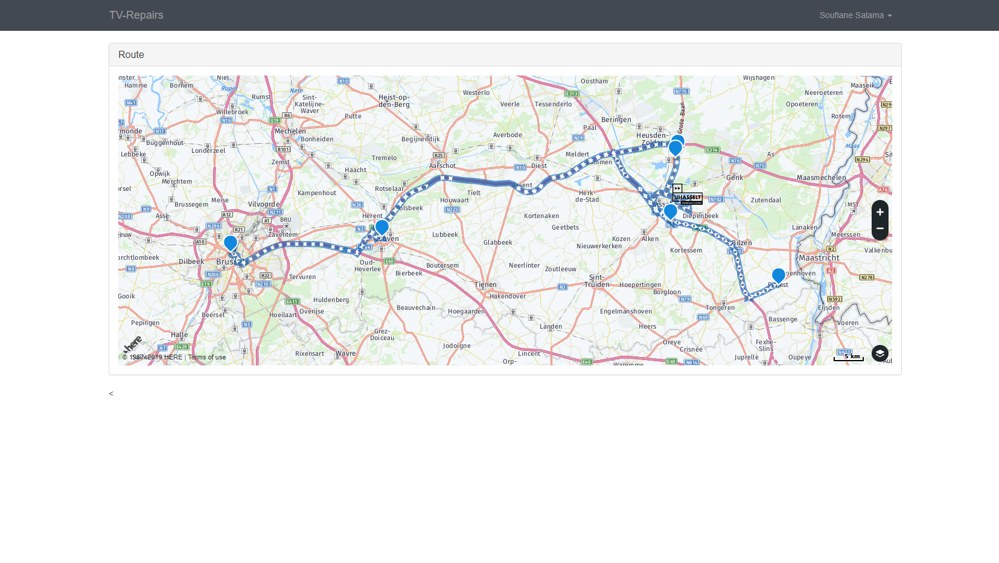 TV-Repairs
Soufiane Salama
Route
Niel
N10
Oostham
Wijshagen
Hamme
Bornem
Rupel
Nete
Westerlo
E313
N715
Neeroeteren
Maaseik
N41
Rumst
Sint-
Katelijne-
Waver
Heist-op-
den-Berg
Veerle
Tessenderlo
Opoeteren
Willebroek
R6
Putte
Grote Baan
Rotem
N16
E19
Beringen
Paal
N17
Mechelen
Averbode
N29
Heusden-
N297
Buggenhout
Londerzeel
B101
Bonheiden
Begijnendijk
E314
Maas
Lebbeke
Zemst
Tremelo
R25
Meldert
As
N76
N75
N294
Opwijk
Haacht
Aarschot
N10
Diest
Merchtem
Genk
Maasmechelen
N1
Kampenhout
Rotselaar
Tielt
Herk-
de-Stad
A76
Meise
Vilvoorde
Houwaart
UHASSELT
N702
Zutendaal
Brussegem
N9
A12
N211
N26
N223
MST
N208
Asse
A1
BRU
Herent
Kortenaken
Diepenbeek
N290
R21
Zaventem
N2
Lubbeek
Geetbets
Lanaken
Meerssen
A10
Glabbeek
Kozen
Alken
Bilzen
Nieuwerkerken
Kortessem
N2
Dilbeek
Oud-
Heverlee
E40
Boutersem
Neerlinter
Zoutleeuw
Maastricht
N8
N266
R22
Tervuren
Bierbeek
A2
N278
E19
N210
Tienen
Sint-
Truiden
Hoepertingen
N3
Borgloon
Gooik
E411
Huldenberg
Hakendover
N79
N592
Beersel
Hoeilaart
Overijse
Beauvechain
Hoegaarden
Engelmanshoven
Tongeren
Eijsden
Pepingen
N5
N69
Bassenge
Voeren
Halle
Grez-
Doiceau
Landen
Heers
here
N7
E429
Jodoigne
Oreye
Crisnée
Fexhe-
Slins
Rixensart
Wavre
Lincent
Juprelle
Oupeye
5 km
© 1987–2019 HERE | Terms of use
Orp-
E40
Waremme
E40
N614
<